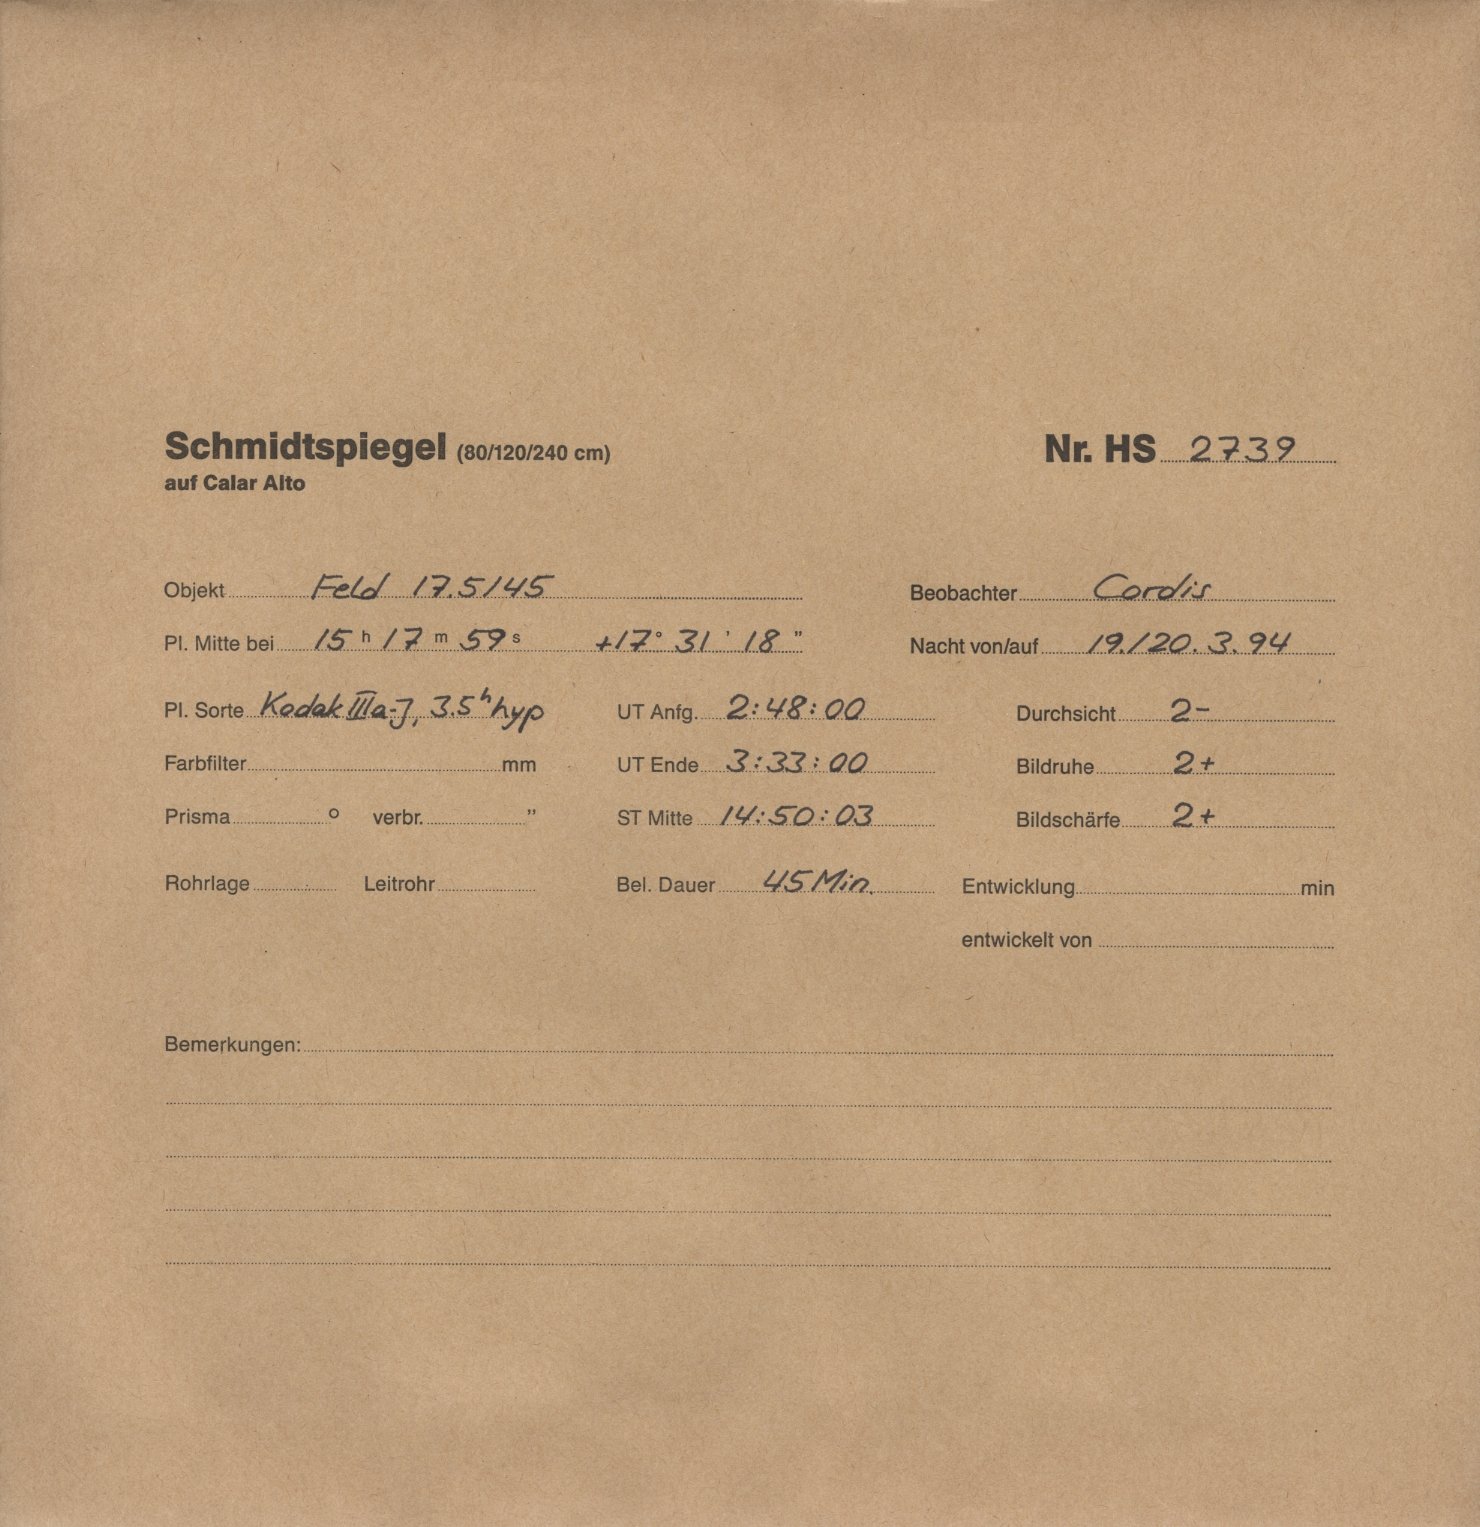 Schmidtspiegel (80/120/240 cm) Nr. HS 2739
auf Calar Alto
Objekt Feld 17.5/45 Beobachter Cordis
Pl. Mitte bei 15 h 17 m 59 s +17° 31 ' 18 " Nacht von/auf 19./20. 3. 94
Pl. Sorte Kodak IIIa-J, 3.5h hyp UT Anfg. 2:48:00 Durchsicht 2-
Farbfilter mm UT Ende 3:33:00 Bildruhe 2+
Prisma ° verbr. " ST Mitte 14:50:03 Bildschärfe 2+
Rohrlage Leitrohr Bel. Dauer 45 Min. Entwicklung min
entwickelt von
Bemerkungen: